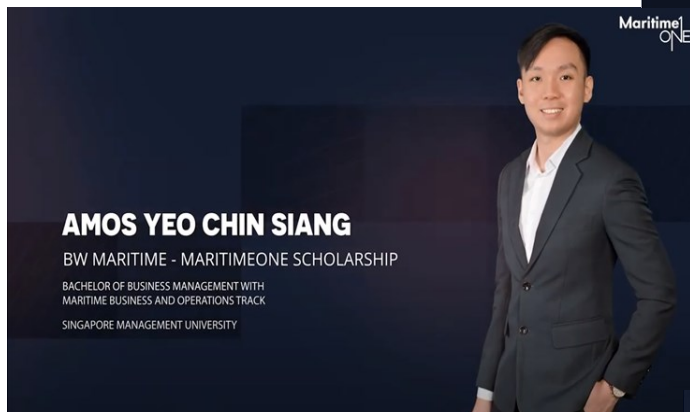 Maritime1
ONE
AMOS YEO CHIN SIANG
BW MARITIME - MARITIMEONE SCHOLARSHIP
BACHELOR OF BUSINESS MANAGEMENT WITH
MARITIME BUSINESS AND OPERATIONS TRACK
SINGAPORE MANAGEMENT UNIVERSITY